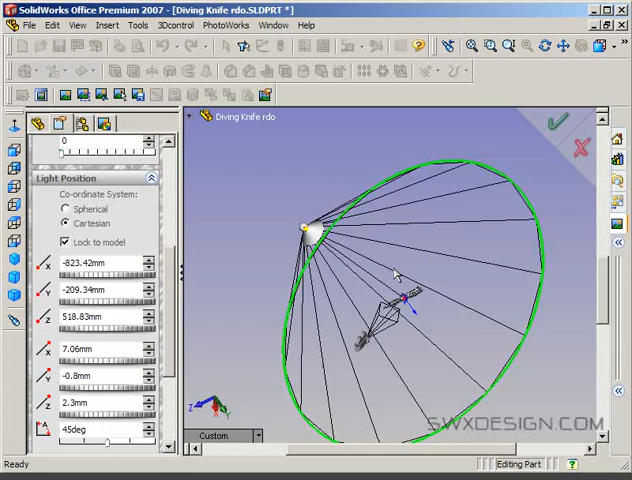 SolidWorks Office Premium 2007 - [Diving Knife rdo.SLDPRT *]
File Edit View Insert Tools 3Dcontrol PhotoWorks Window Help
Diving Knife rdo
0
Light Position
Co-ordinate System:
Spherical
Cartesian
Lock to model
X -823.42mm
Y -209.34mm
Z 518.83mm
X 7.06mm
Y -0.8mm
Z 2.3mm
45deg
Z
Custom
SWXDESIGN.COM
Ready
Editing Part